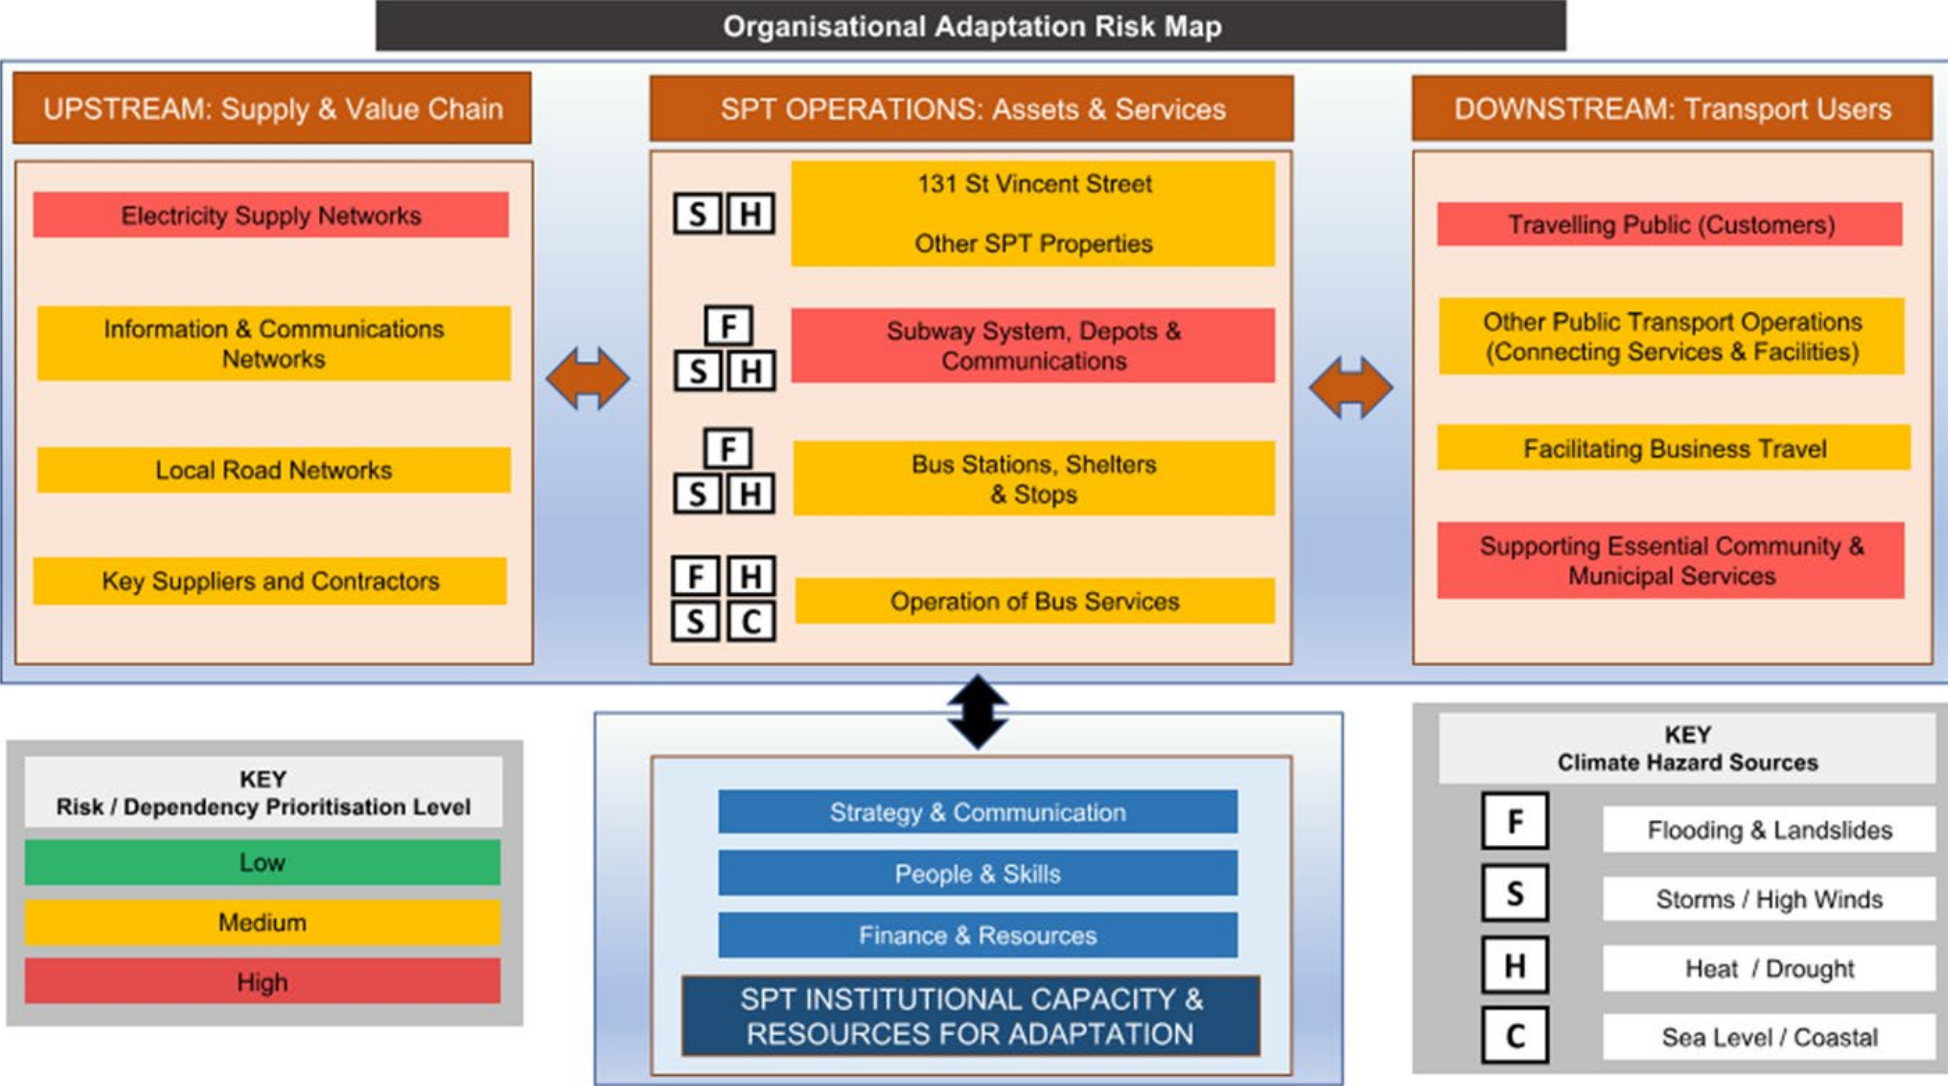 Organisational Adaptation Risk Map
UPSTREAM: Supply & Value Chain
Electricity Supply Networks
Information & Communications
Networks
Local Road Networks
Key Suppliers and Contractors
SPT OPERATIONS: Assets & Services
S H
131 St Vincent Street
Other SPT Properties
F
S H
Subway System, Depots &
Communications
F
S H
Bus Stations, Shelters
& Stops
F H
S C
Operation of Bus Services
DOWNSTREAM: Transport Users
Travelling Public (Customers)
Other Public Transport Operations
(Connecting Services & Facilities)
Facilitating Business Travel
Supporting Essential Community &
Municipal Services
KEY
Risk / Dependency Prioritisation Level
Low
Medium
High
Strategy & Communication
People & Skills
Finance & Resources
SPT INSTITUTIONAL CAPACITY &
RESOURCES FOR ADAPTATION
KEY
Climate Hazard Sources
F Flooding & Landslides
S Storms / High Winds
H Heat / Drought
C Sea Level / Coastal